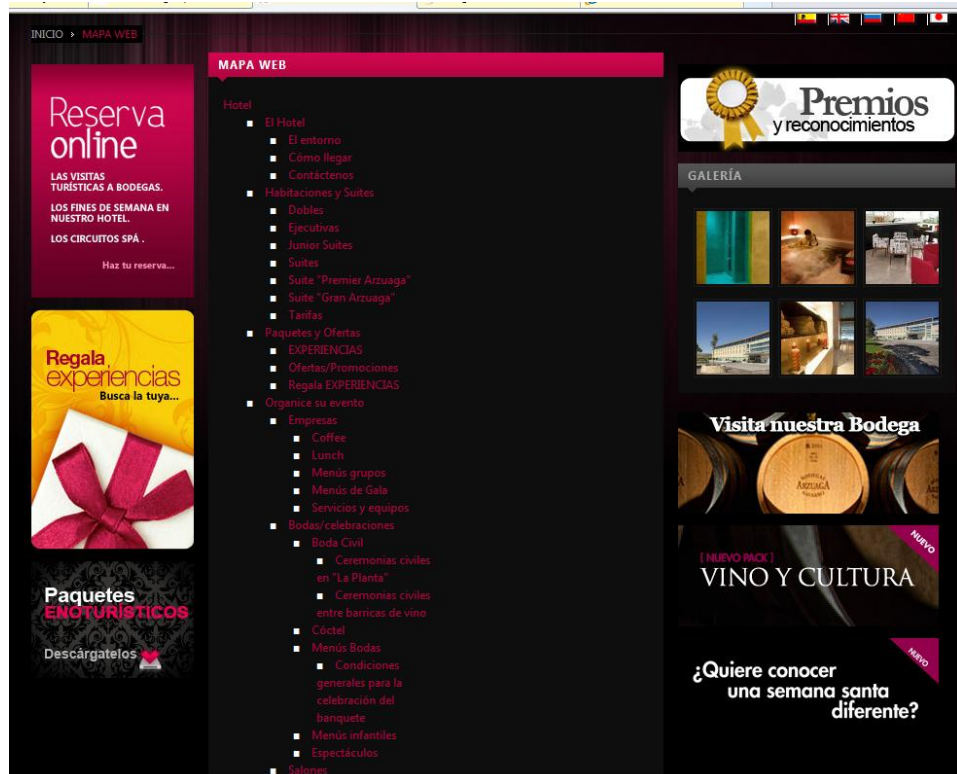 INICIO › MAPA WEB
Reserva
online
LAS VISITAS
TURÍSTICAS A BODEGAS.
LOS FINES DE SEMANA EN
NUESTRO HOTEL.
LOS CIRCUITOS SPÁ .
Haz tu reserva...
Regala
experiencias
Busca la tuya...
Paquetes
ENOTURÍSTICOS
Descárgatelos
MAPA WEB
Hotel
El Hotel
El entorno
Cómo llegar
Contáctenos
Habitaciones y Suites
Dobles
Ejecutivas
Junior Suites
Suites
Suite "Premier Arzuaga"
Suite "Gran Arzuaga"
Tarifas
Paquetes y Ofertas
EXPERIENCIAS
Ofertas/Promociones
Regala EXPERIENCIAS
Organice su evento
Empresas
Coffee
Lunch
Menús grupos
Menús de Gala
Servicios y equipos
Bodas/celebraciones
Boda Civil
Ceremonias civiles
en "La Planta"
Ceremonias civiles
entre barricas de vino
Cóctel
Menús Bodas
Condiciones
generales para la
celebración del
banquete
Menús infantiles
Espectáculos
Salones
Premios
y reconocimientos
GALERÍA
Visita nuestra Bodega
BODEGAS
ARZUAGA
NAVARRO
NUEVO
[ NUEVO PACK ]
VINO Y CULTURA
NUEVO
¿Quiere conocer
una semana santa
diferente?